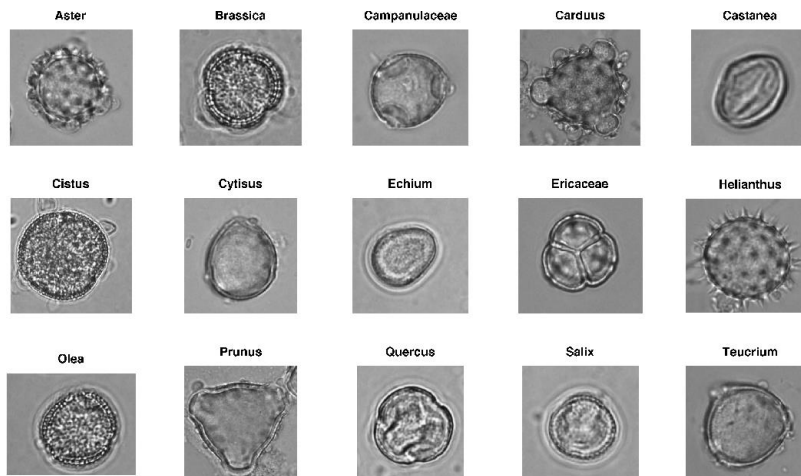 Aster Brassica Campanulaceae Carduus Castanea
Cistus Cytisus Echium Ericaceae Helianthus
Olea Prunus Quercus Salix Teucrium